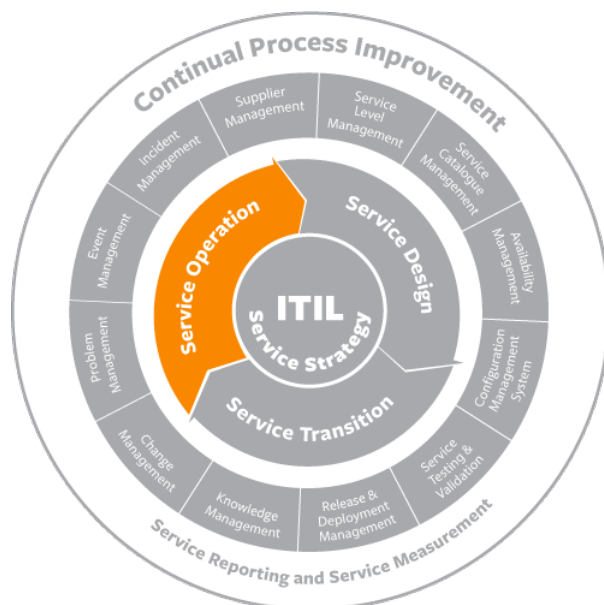 Continual Process Improvement
Supplier
Management
Service
Level
Management
Service
Catalogue
Management
Availability
Management
Configuration
Management
System
Service
Testing &
Validation
Release &
Deployment
Management
Knowledge
Management
Change
Management
Problem
Management
Event
Management
Incident
Management
Service Operation
Service Design
Service Transition
ITIL
Service Strategy
Service Reporting and Service Measurement